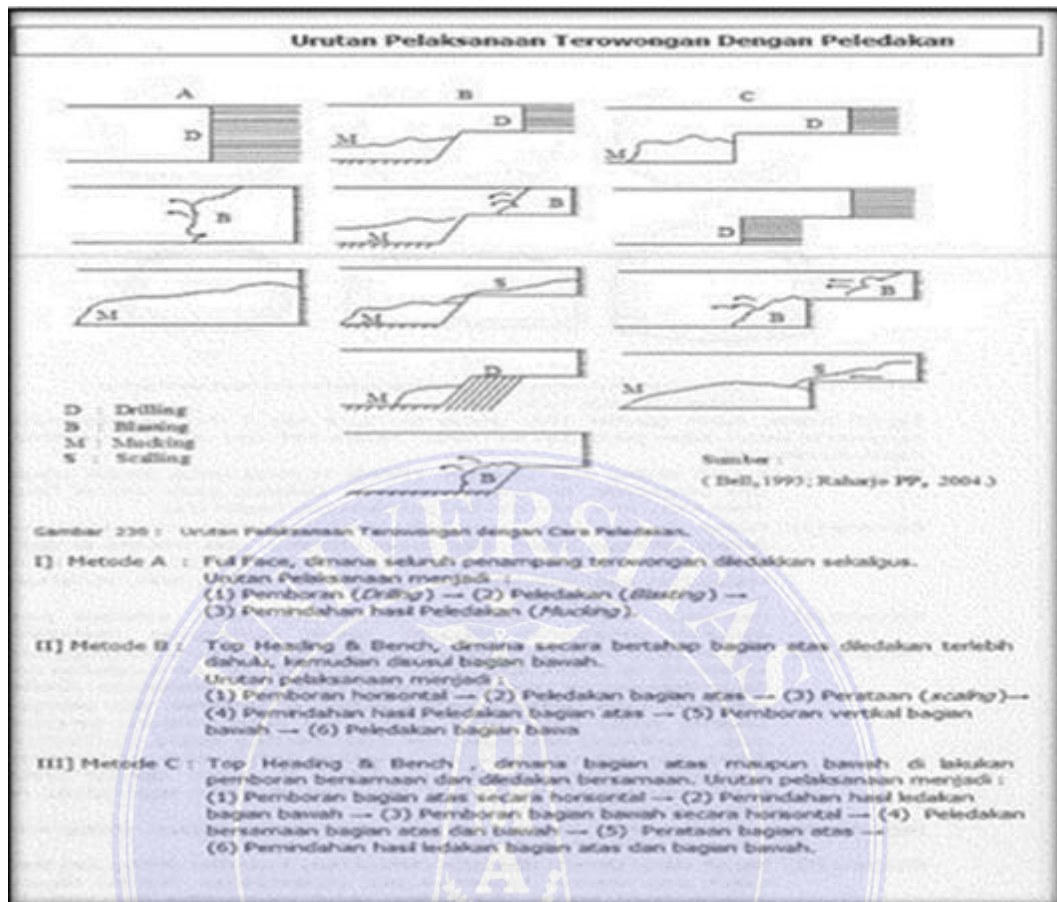 Urutan Pelaksanaan Terowongan Dengan Peledakan
A B C
D M D M D
B M B D
M M S B B
M D M S
D : Drilling
B : Blassing
M : Mucking
S : Scalling
B
Sumber :
( Bell, 1993; Raharjo PP, 2004 )
Gambar 236 : Urutan Pelaksanaan Terowongan dengan Cara Peledakan.
I] Metode A : Full Face, dimana seluruh penampang terowongan diledakkan sekaligus.
Urutan Pelaksanaan menjadi :
(1) Pemboran (Drilling) → (2) Peledakan (Blasting) →
(3) Pemindahan hasil Peledakan (Mucking).
II] Metode B : Top Heading & Bench, dimana secara bertahap bagian atas diledakan terlebih
dahulu, kemudian disusul bagian bawah.
Urutan pelaksanaan menjadi :
(1) Pemboran horisontal → (2) Peledakan bagian atas → (3) Perataan (scaling)→
(4) Pemindahan hasil Peledakan bagian atas → (5) Pemboran vertikal bagian
bawah → (6) Peledakan bagian bawa
III] Metode C : Top Heading & Bench , dimana bagian atas maupun bawah di lakukan
pemboran bersamaan dan diledakan bersamaan. Urutan pelaksanaan menjadi :
(1) Pemboran bagian atas secara horisontal → (2) Pemindahan hasil ledakan
bagian bawah → (3) Pemboran bagian bawah secara horisontal → (4) Peledakan
bersamaan bagian atas dan bawah → (5) Perataan bagian atas →
(6) Pemindahan hasil ledakan bagian atas dan bagian bawah.